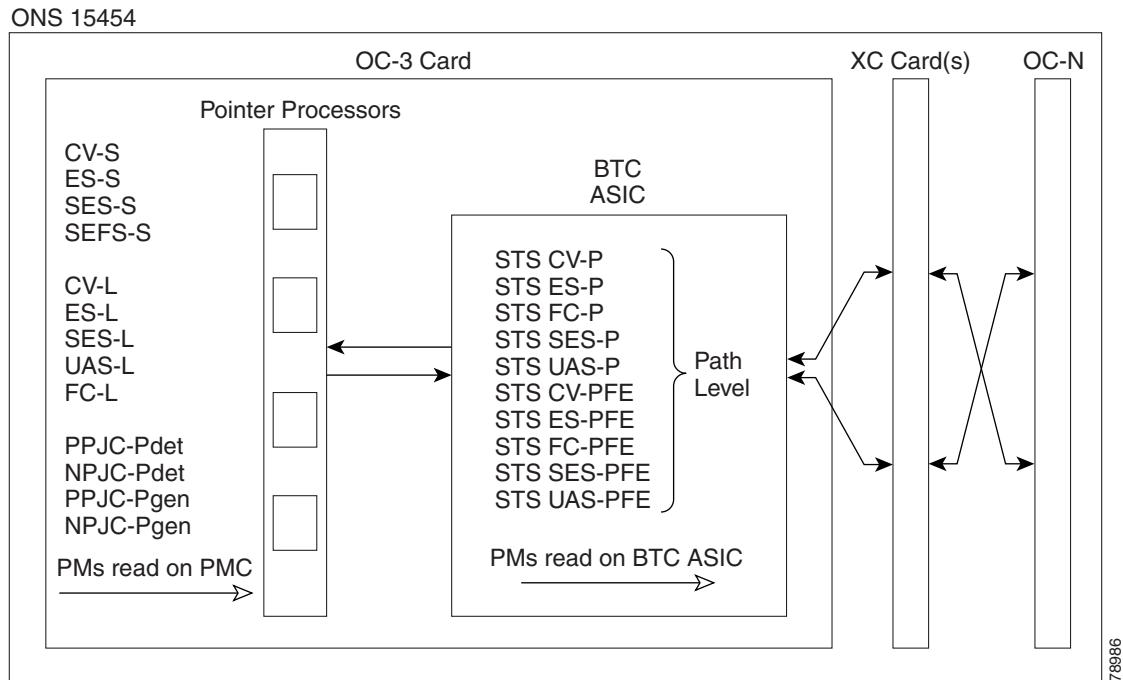 ONS 15454
OC-3 Card
XC Card(s)
OC-N
Pointer Processors
CV-S
ES-S
SES-S
SEFS-S
CV-L
ES-L
SES-L
UAS-L
FC-L
PPJC-Pdet
NPJC-Pdet
PPJC-Pgen
NPJC-Pgen
PMs read on PMC
BTC
ASIC
STS CV-P
STS ES-P
STS FC-P
STS SES-P
STS UAS-P
STS CV-PFE
STS ES-PFE
STS FC-PFE
STS SES-PFE
STS UAS-PFE
Path
Level
PMs read on BTC ASIC
78986